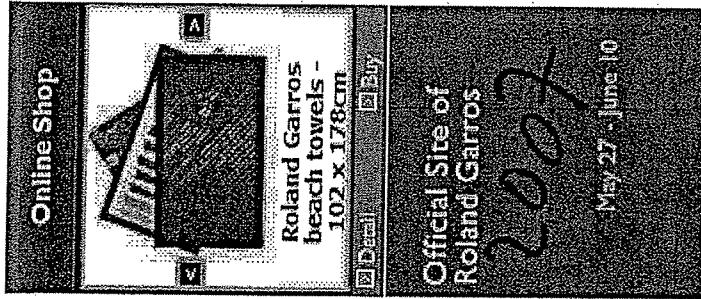 Online Shop
< >
Roland Garros
beach towels -
102 x 178cm
Detail Buy
Official Site of
Roland Garros
2007
May 27 - June 10